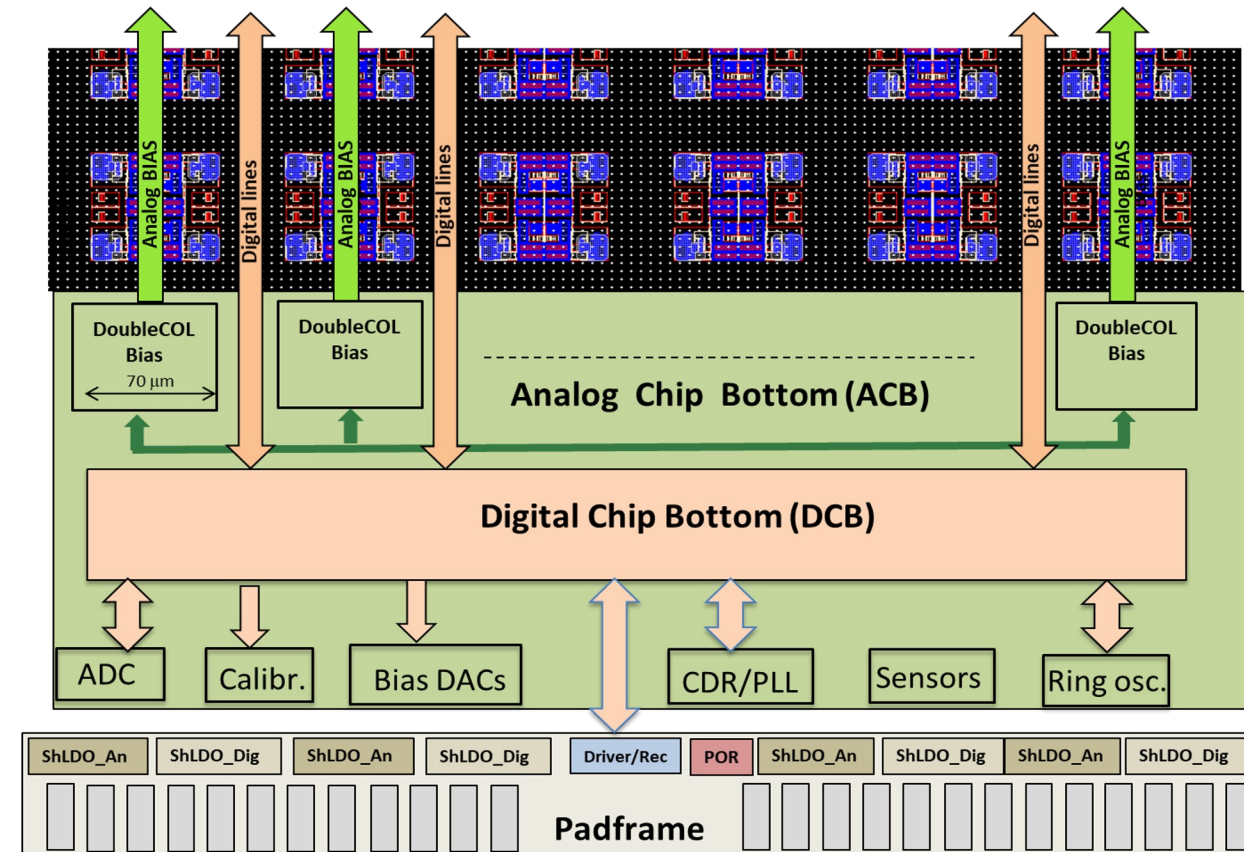 Analog BIAS
Digital lines
Analog BIAS
Digital lines
Digital lines
Analog BIAS
DoubleCOL
Bias
70 μm
DoubleCOL
Bias
DoubleCOL
Bias
Analog Chip Bottom (ACB)
Digital Chip Bottom (DCB)
ADC
Calibr.
Bias DACs
CDR/PLL
Sensors
Ring osc.
ShLDO_An
ShLDO_Dig
ShLDO_An
ShLDO_Dig
Driver/Rec
POR
ShLDO_An
ShLDO_Dig
ShLDO_An
ShLDO_Dig
Padframe